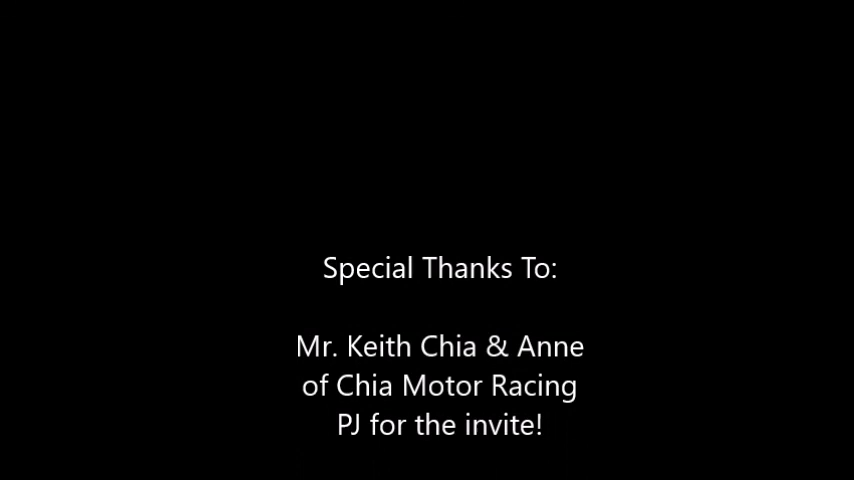 Special Thanks To:
Mr. Keith Chia & Anne
of Chia Motor Racing
PJ for the invite!